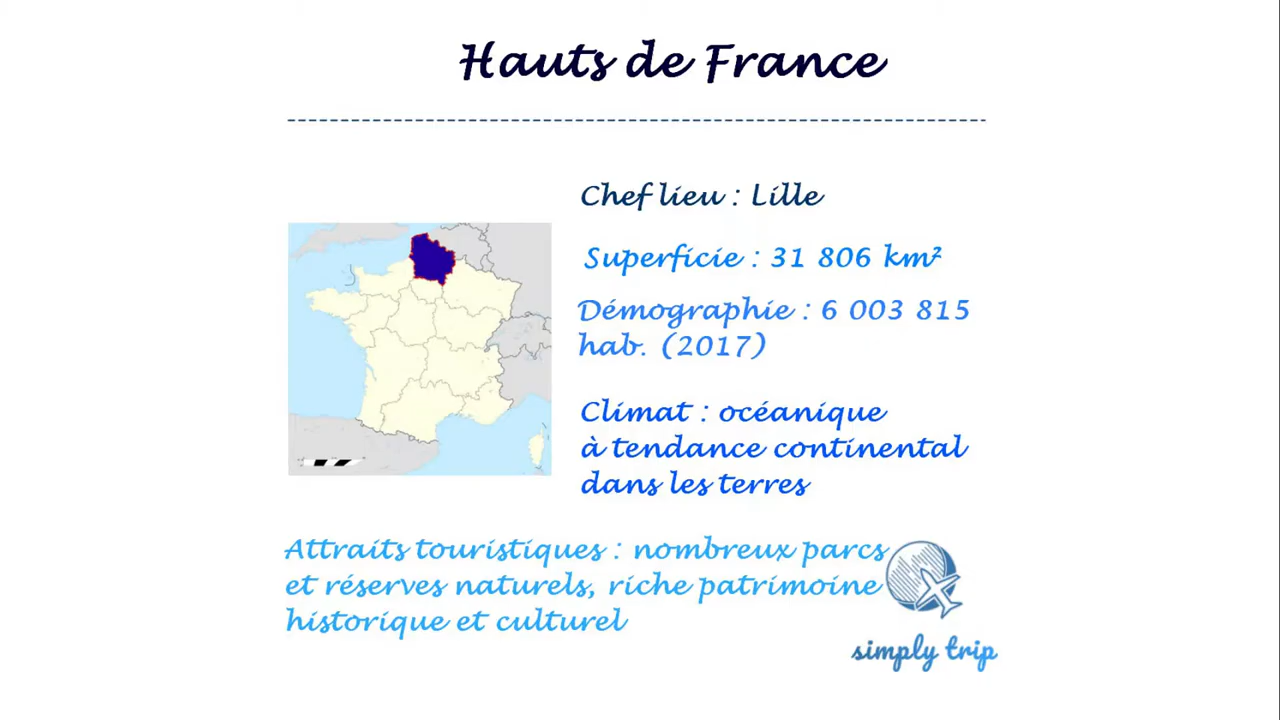 Hauts de France
Chef lieu : Lille
Superficie : 31 806 km²
Démographie : 6 003 815
hab. (2017)
Climat : océanique
à tendance continental
dans les terres
Attraits touristiques : nombreux parcs
et réserves naturels, riche patrimoine
historique et culturel
simply trip